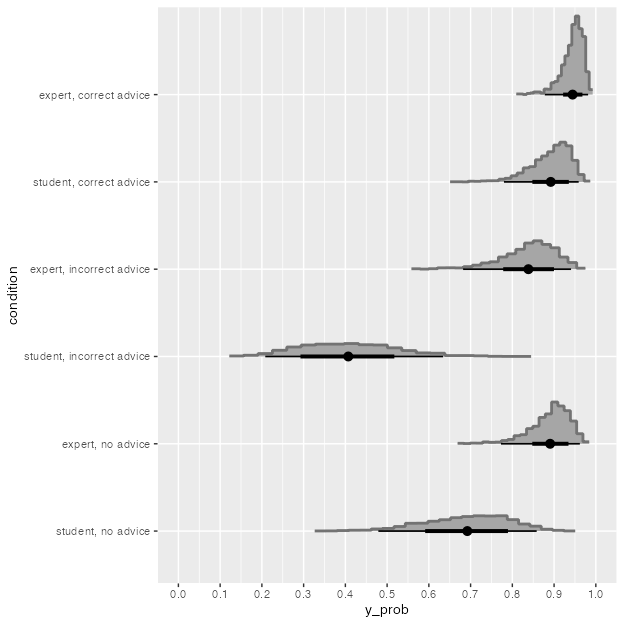 condition
expert, correct advice
student, correct advice
expert, incorrect advice
student, incorrect advice
expert, no advice
student, no advice
0.0 0.1 0.2 0.3 0.4 0.5 0.6 0.7 0.8 0.9 1.0
y_prob